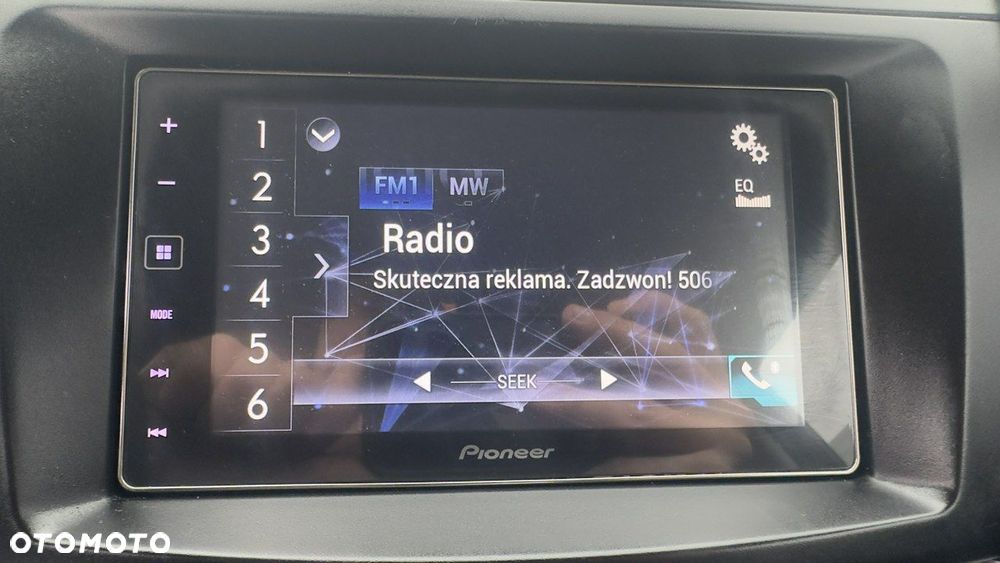 1
2
3
4
5
6
FM1 MW
EQ
Radio
Skuteczna reklama. Zadzwon! 506
MODE
SEEK
Pioneer
OTOMOTO